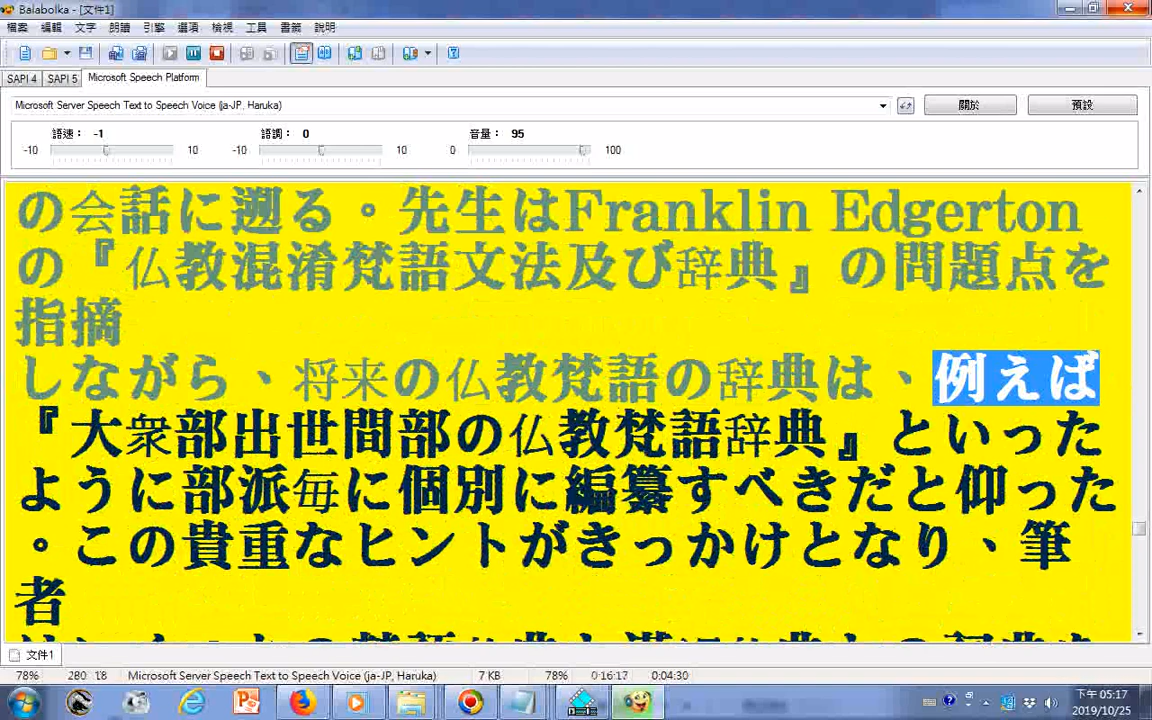 Balabolka - [文件1]
檔案 編輯 文字 朗讀 引擎 選項 檢視 工具 書籤 說明
SAPI 4 SAPI 5 Microsoft Speech Platform
Microsoft Server Speech Text to Speech Voice (ja-JP, Haruka)
關於 預設
語速： -1 語調： 0 音量： 95
-10 10 -10 10 0 100
の会話に遡る。先生はFranklin Edgerton
の『仏教混淆梵語文法及び辞典』の問題点を
指摘
しながら、将来の仏教梵語の辞典は、例えば
『大衆部出世間部の仏教梵語辞典』といった
ように部派毎に個別に編纂すべきだと仰った
。この貴重なヒントがきっかけとなり、筆
者
文件1
78% 280 : 18 Microsoft Server Speech Text to Speech Voice (ja-JP, Haruka) 7 KB 78% 0:16:17 0:04:30
下午 05:17
2019/10/25